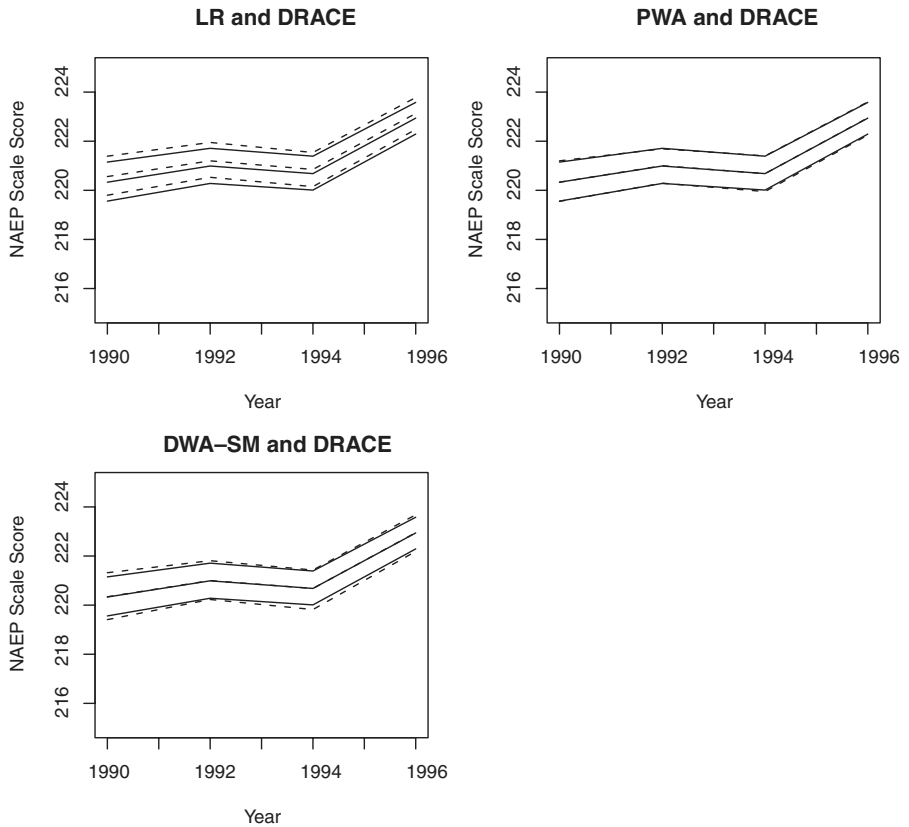 LR and DRACE
NAEP Scale Score
224
222
220
218
216
1990 1992 1994 1996
Year
PWA and DRACE
NAEP Scale Score
224
222
220
218
216
1990 1992 1994 1996
Year
DWA–SM and DRACE
NAEP Scale Score
224
222
220
218
216
1990 1992 1994 1996
Year